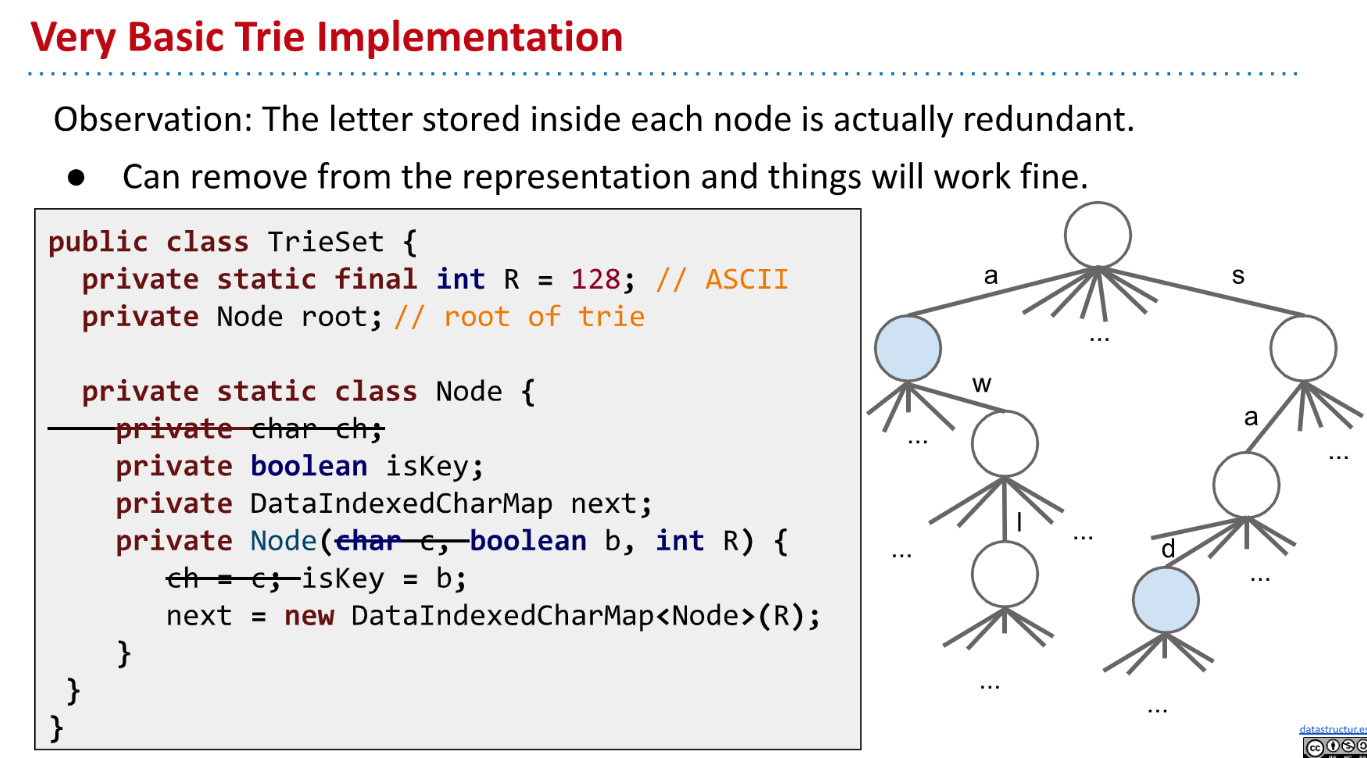 Very Basic Trie Implementation
Observation: The letter stored inside each node is actually redundant.
● Can remove from the representation and things will work fine.
public class TrieSet {
private static final int R = 128; // ASCII
private Node root; // root of trie
private static class Node {
private char ch;
private boolean isKey;
private DataIndexedCharMap next;
private Node(char c, boolean b, int R) {
ch = c; isKey = b;
next = new DataIndexedCharMap<Node>(R);
}
}
}
a
s
...
w
a
...
...
l
...
...
d
...
...
...
datastructur.es
cc